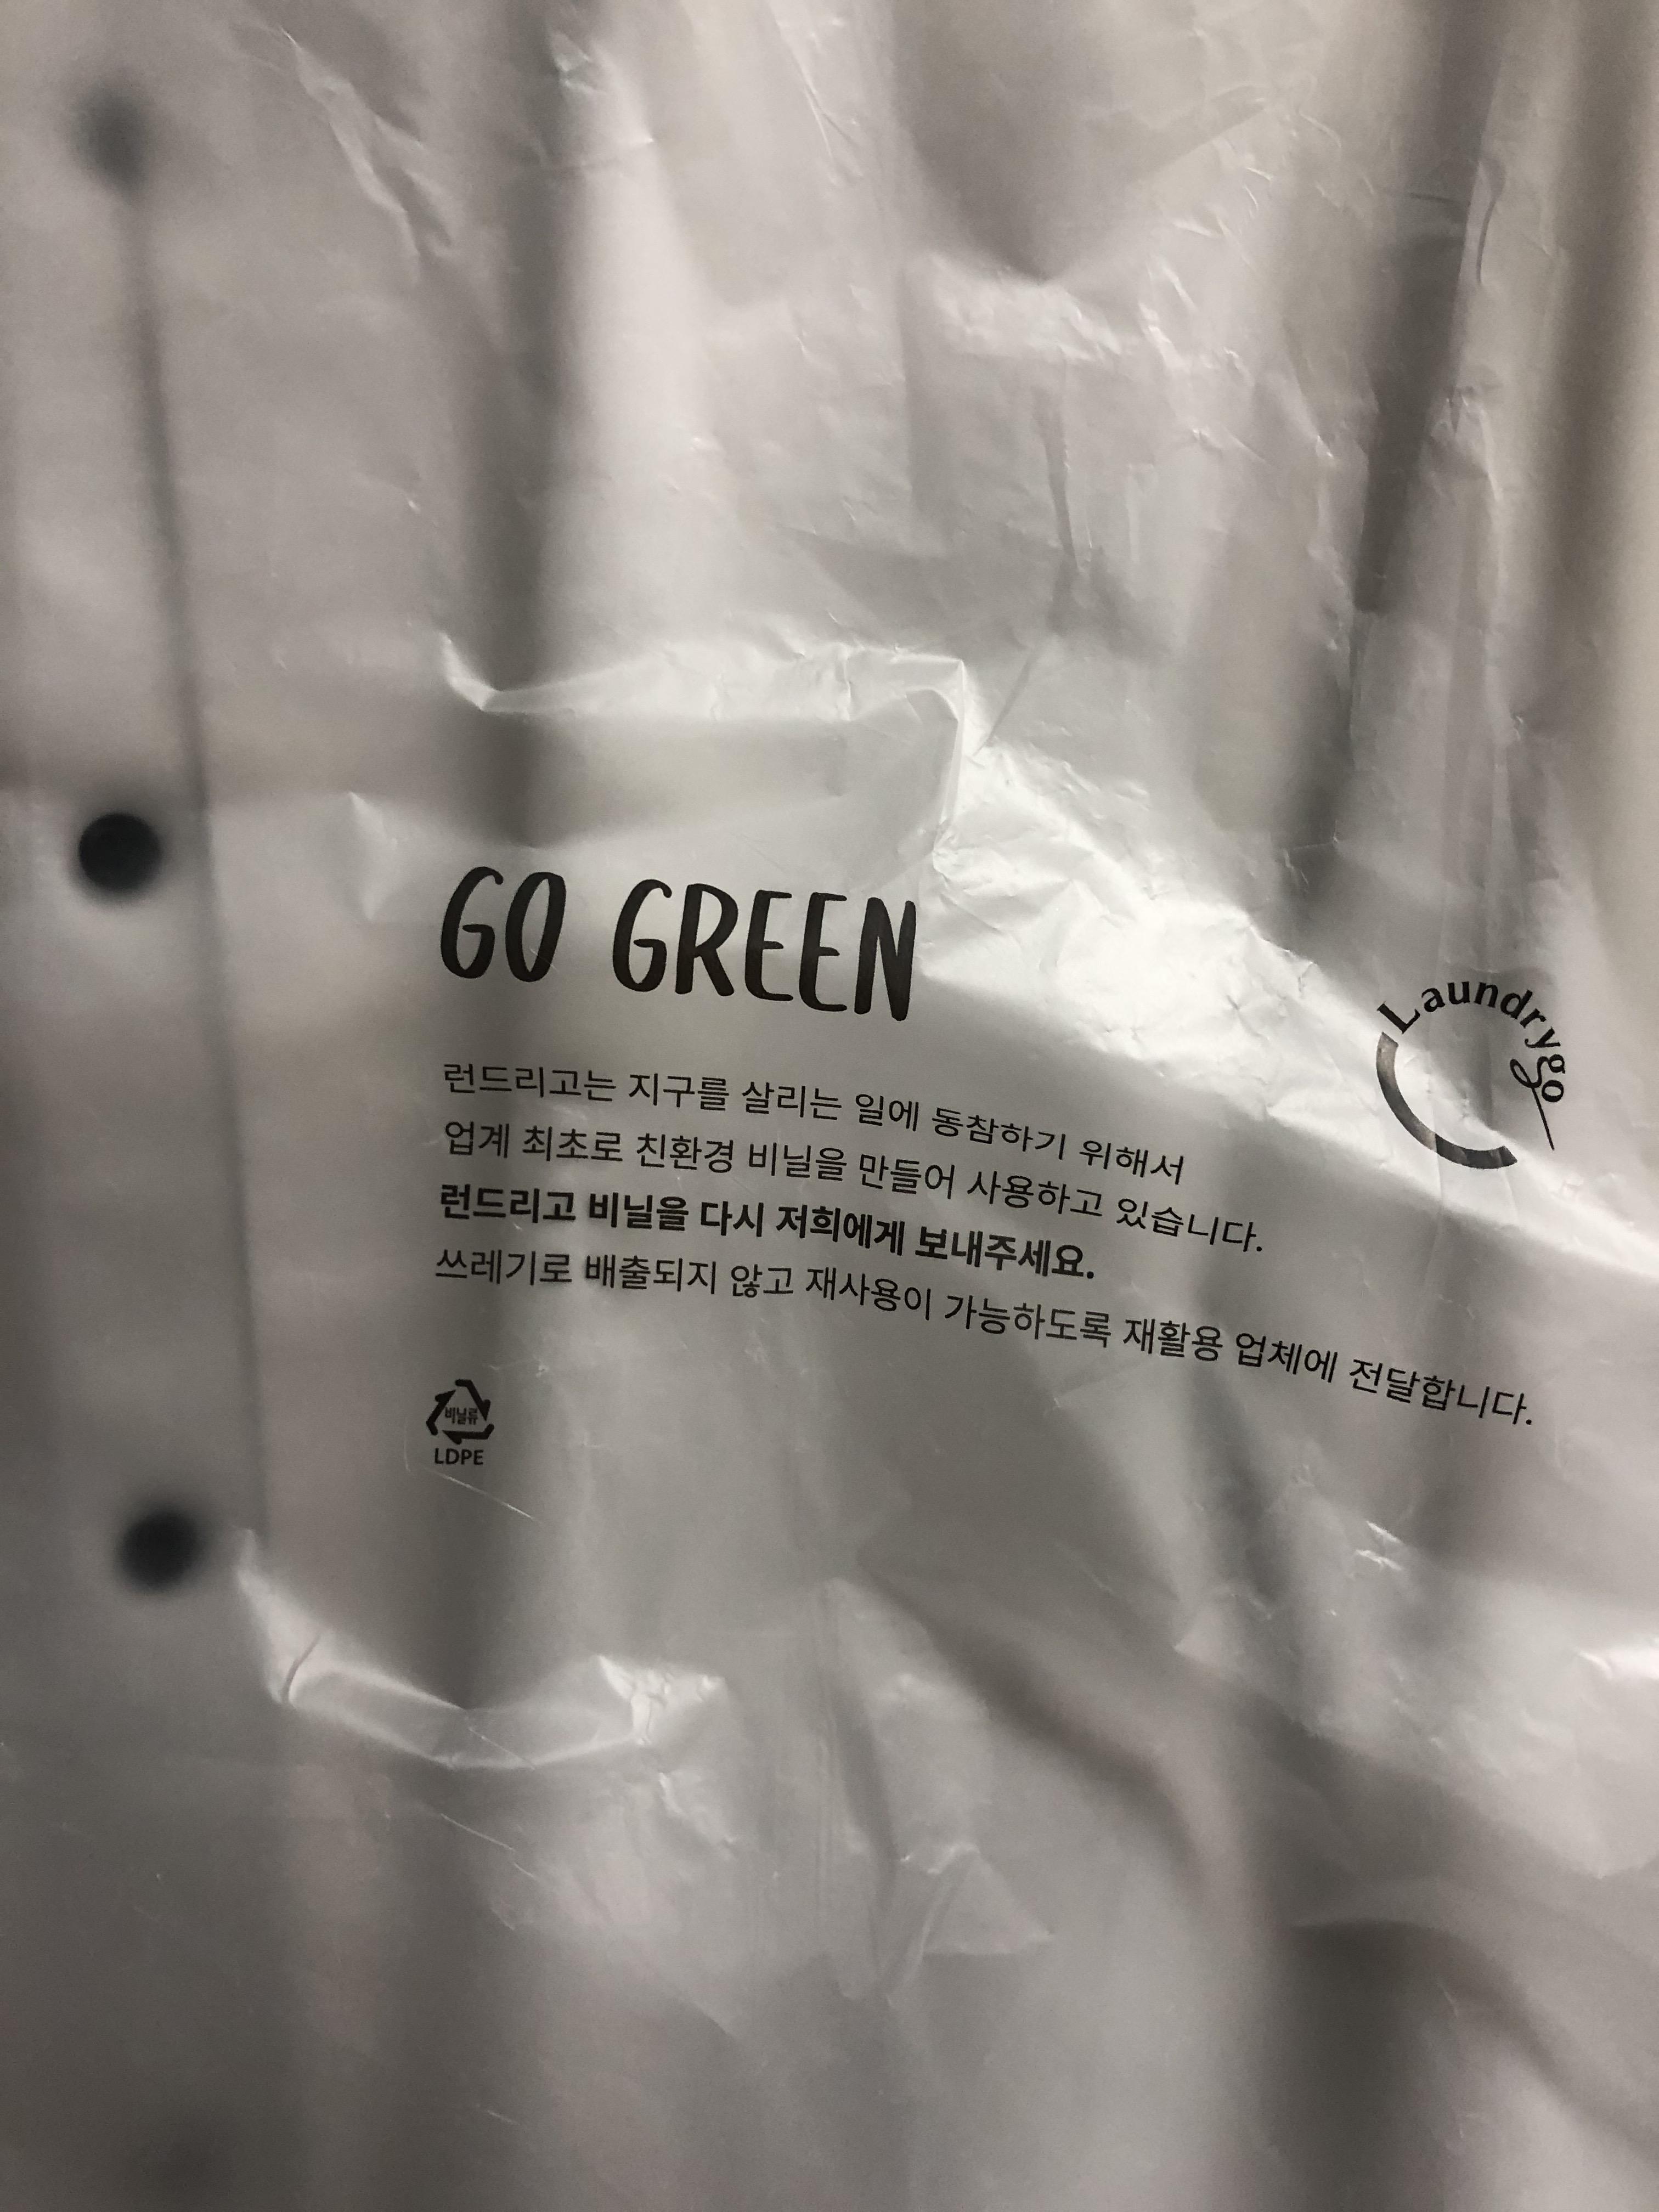 GO GREEN
Laundrygo
런드리고는 지구를 살리는 일에 동참하기 위해서
업계 최초로 친환경 비닐을 만들어 사용하고 있습니다.
런드리고 비닐을 다시 저희에게 보내주세요.
쓰레기로 배출되지 않고 재사용이 가능하도록 재활용 업체에 전달합니다.
비닐류
LDPE